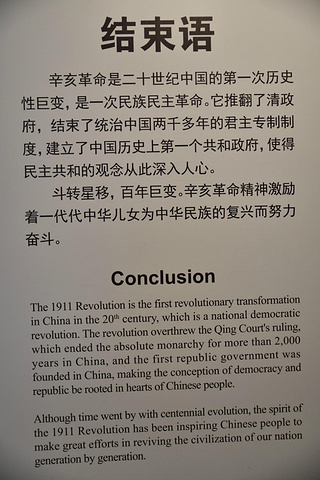 结束语
辛亥革命是二十世纪中国的第一次历史
性巨变，是一次民族民主革命。它推翻了清政
府，结束了统治中国两千多年的君主专制制
度，建立了中国历史上第一个共和政府，使得
民主共和的观念从此深入人心。
斗转星移，百年巨变。辛亥革命精神激励
着一代代中华儿女为中华民族的复兴而努力
奋斗。
Conclusion
The 1911 Revolution is the first revolutionary transformation
in China in the 20th century, which is a national democratic
revolution. The revolution overthrew the Qing Court's ruling,
which ended the absolute monarchy for more than 2,000
years in China, and the first republic government was
founded in China, making the conception of democracy and
republic be rooted in hearts of Chinese people.
Although time went by with centennial evolution, the spirit of
the 1911 Revolution has been inspiring Chinese people to
make great efforts in reviving the civilization of our nation
generation by generation.